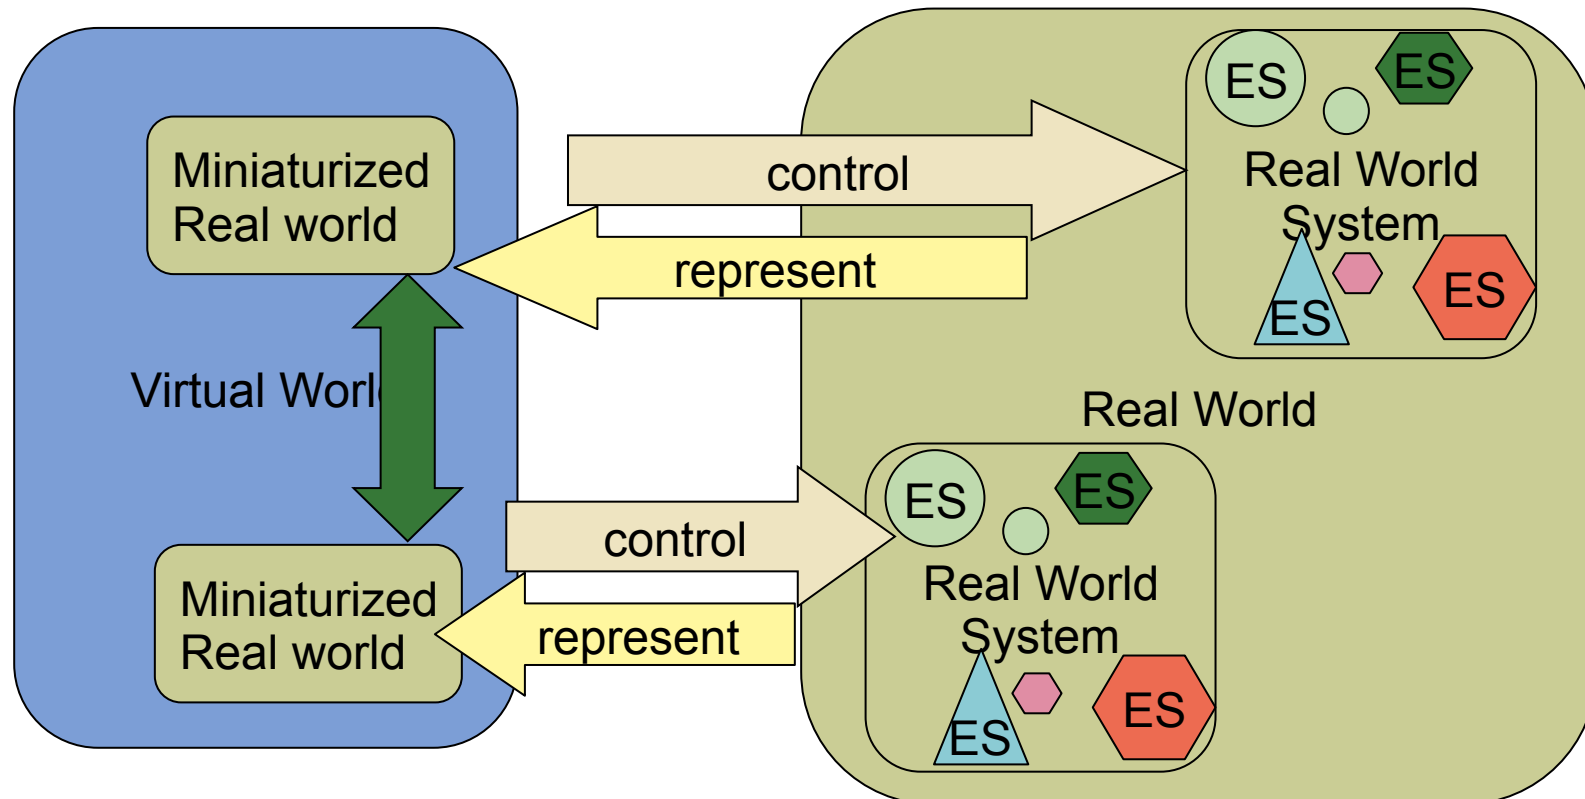 Miniaturized
Real world
control
represent
ES
ES
Real World
System
ES
ES
Virtual Worl
Real World
control
represent
ES
ES
Real World
System
ES
ES
Miniaturized
Real world